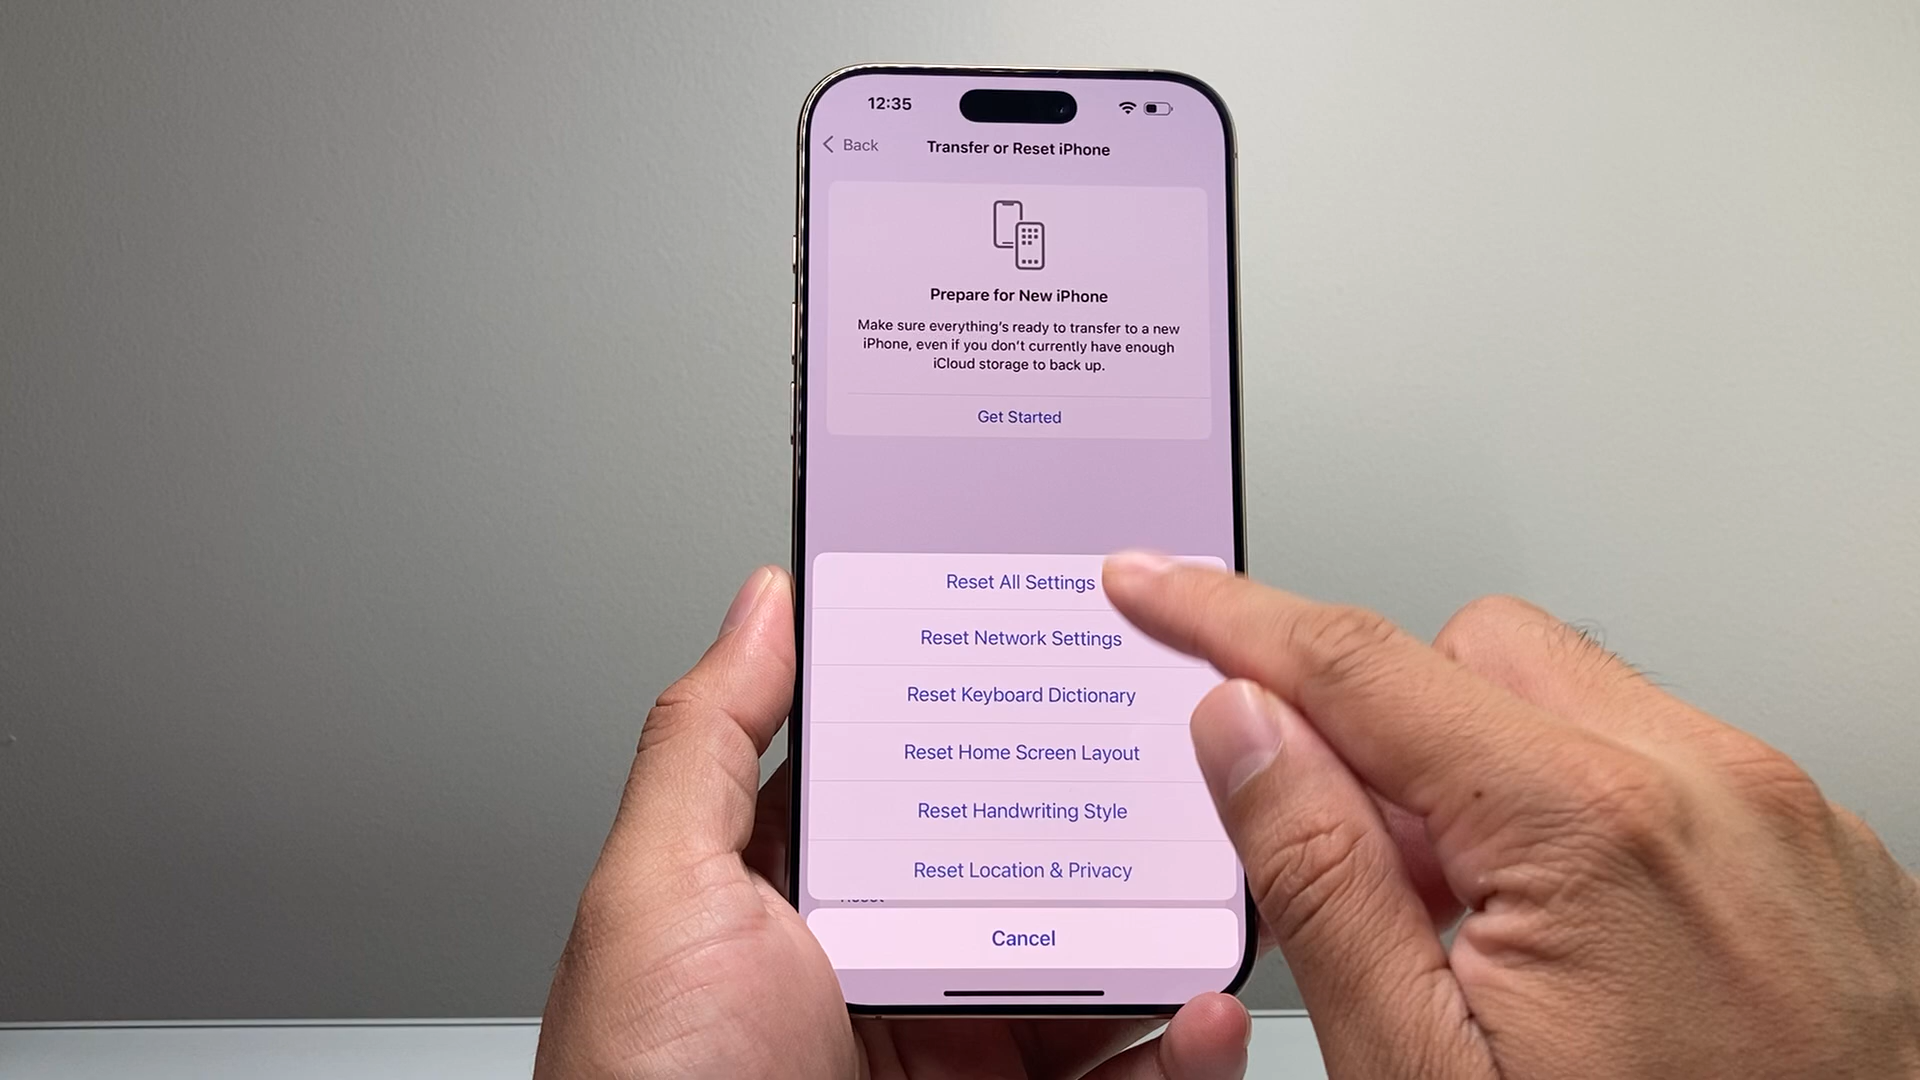 12:35
Back
Transfer or Reset iPhone
Prepare for New iPhone
Make sure everything's ready to transfer to a new
iPhone, even if you don't currently have enough
iCloud storage to back up.
Get Started
Reset All Settings
Reset Network Settings
Reset Keyboard Dictionary
Reset Home Screen Layout
Reset Handwriting Style
Reset Location & Privacy
Reset
Cancel